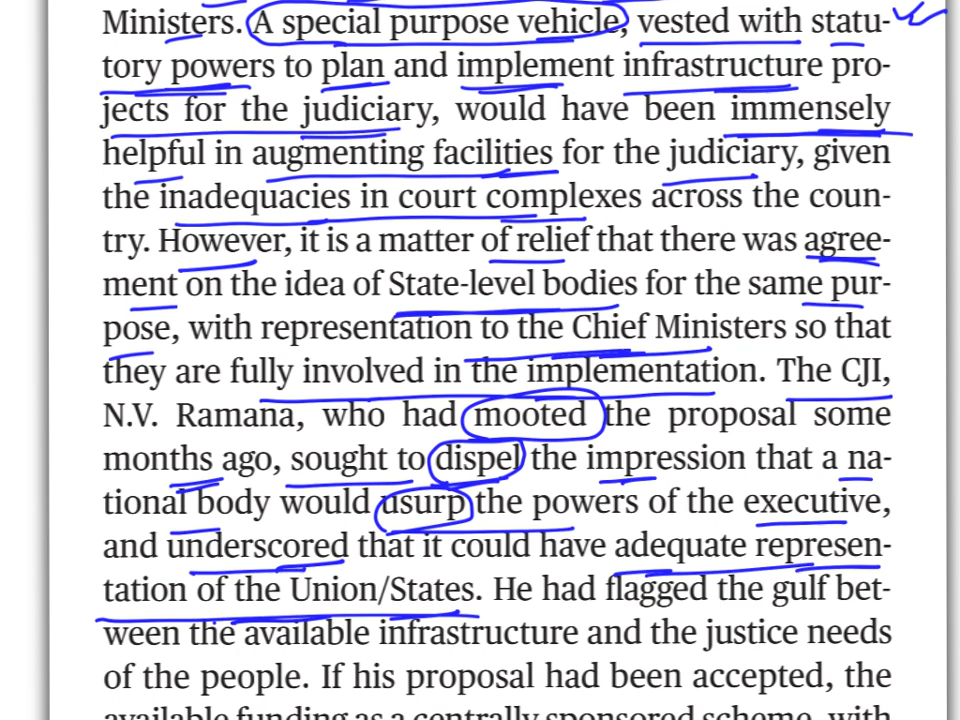 Ministers. A special purpose vehicle, vested with statu-
tory powers to plan and implement infrastructure pro-
jects for the judiciary, would have been immensely
helpful in augmenting facilities for the judiciary, given
the inadequacies in court complexes across the coun-
try. However, it is a matter of relief that there was agree-
ment on the idea of State-level bodies for the same pur-
pose, with representation to the Chief Ministers so that
they are fully involved in the implementation. The CJI,
N.V. Ramana, who had mooted the proposal some
months ago, sought to dispel the impression that a na-
tional body would usurp the powers of the executive,
and underscored that it could have adequate represen-
tation of the Union/States. He had flagged the gulf bet-
ween the available infrastructure and the justice needs
of the people. If his proposal had been accepted, the
available funding as a centrally sponsored scheme, with